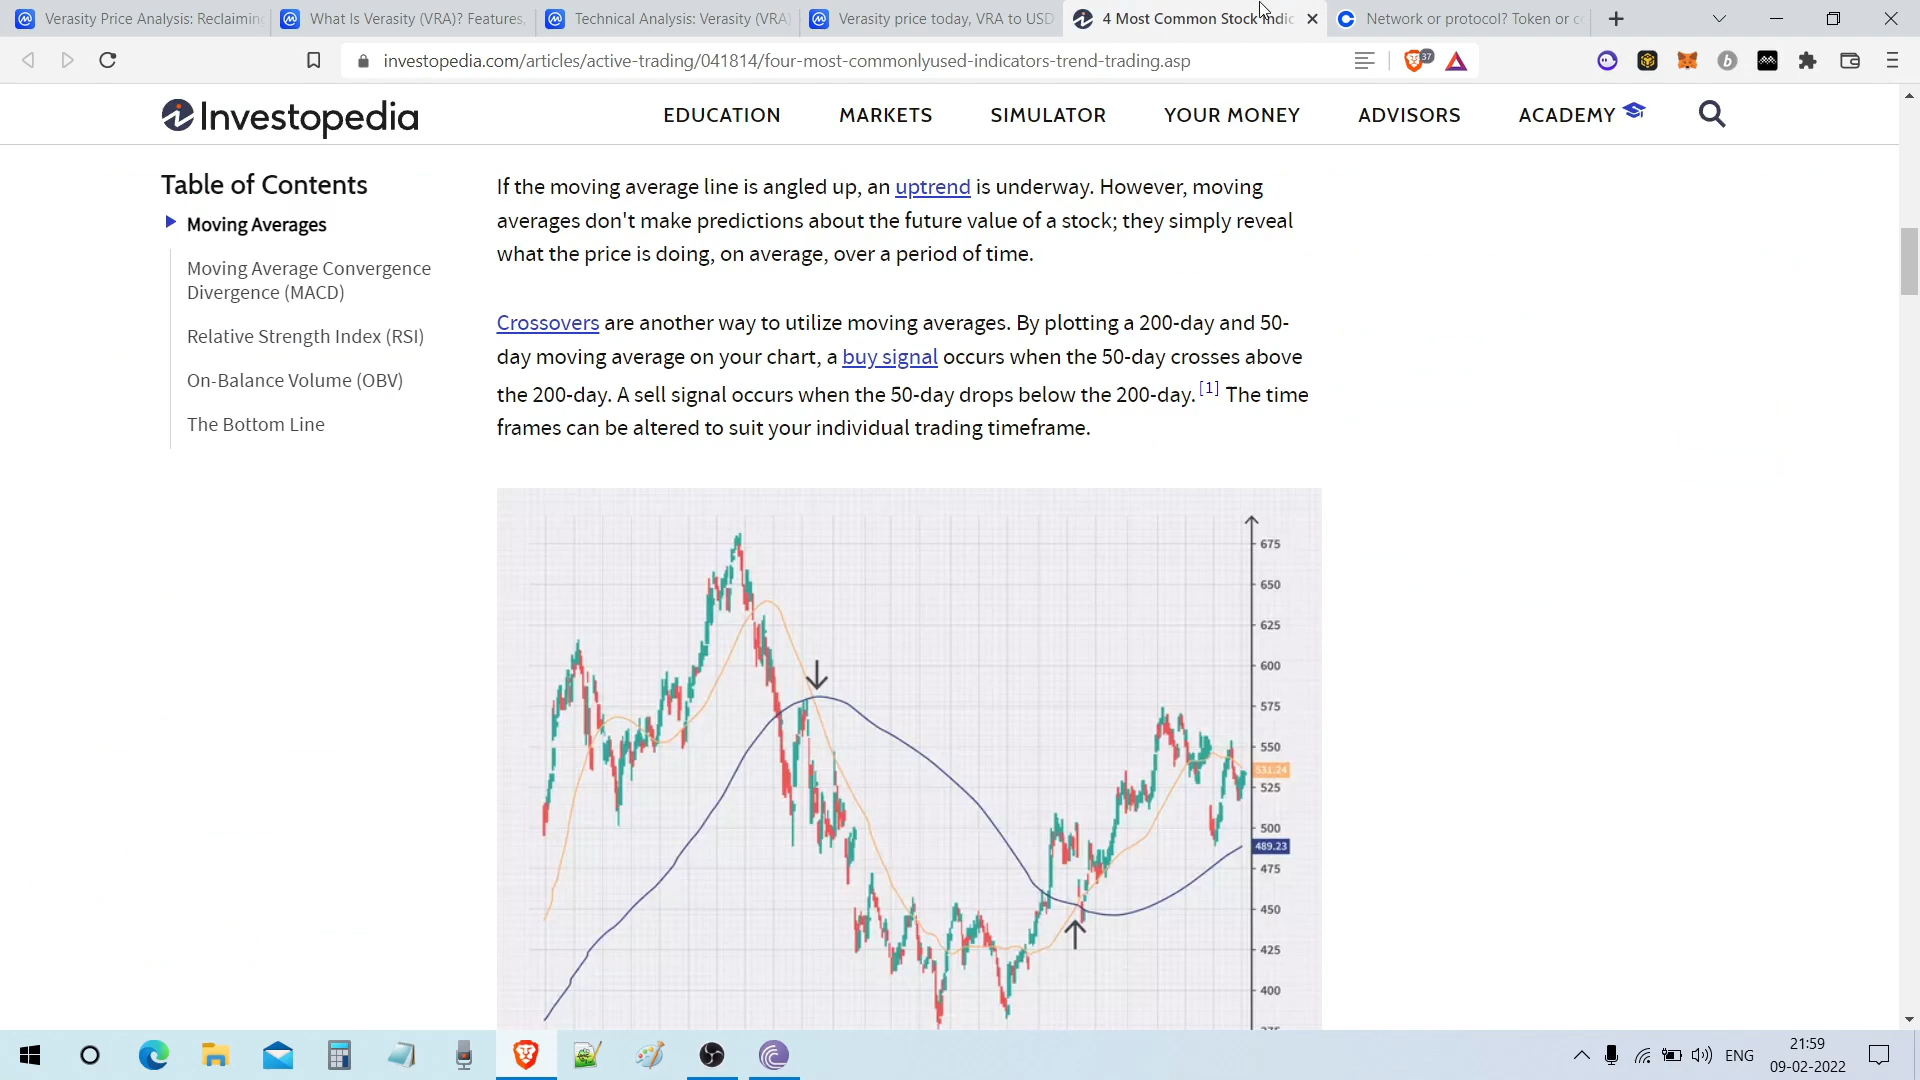 Verasity Price Analysis: Reclaiming
What Is Verasity (VRA)? Features,
Technical Analysis: Verasity (VRA)
Verasity price today, VRA to USD
4 Most Common Stock Indic
Network or protocol? Token or co
investopedia.com/articles/active-trading/041814/four-most-commonlyused-indicators-trend-trading.asp
37
Investopedia
EDUCATION
MARKETS
SIMULATOR
YOUR MONEY
ADVISORS
ACADEMY
Table of Contents
Moving Averages
Moving Average Convergence
Divergence (MACD)
Relative Strength Index (RSI)
On-Balance Volume (OBV)
The Bottom Line
If the moving average line is angled up, an uptrend is underway. However, moving
averages don't make predictions about the future value of a stock; they simply reveal
what the price is doing, on average, over a period of time.
Crossovers are another way to utilize moving averages. By plotting a 200-day and 50-
day moving average on your chart, a buy signal occurs when the 50-day crosses above
the 200-day. A sell signal occurs when the 50-day drops below the 200-day.[1] The time
frames can be altered to suit your individual trading timeframe.
675
650
625
600
575
550
531.24
525
500
489.23
475
450
425
400
ENG
21:59
09-02-2022